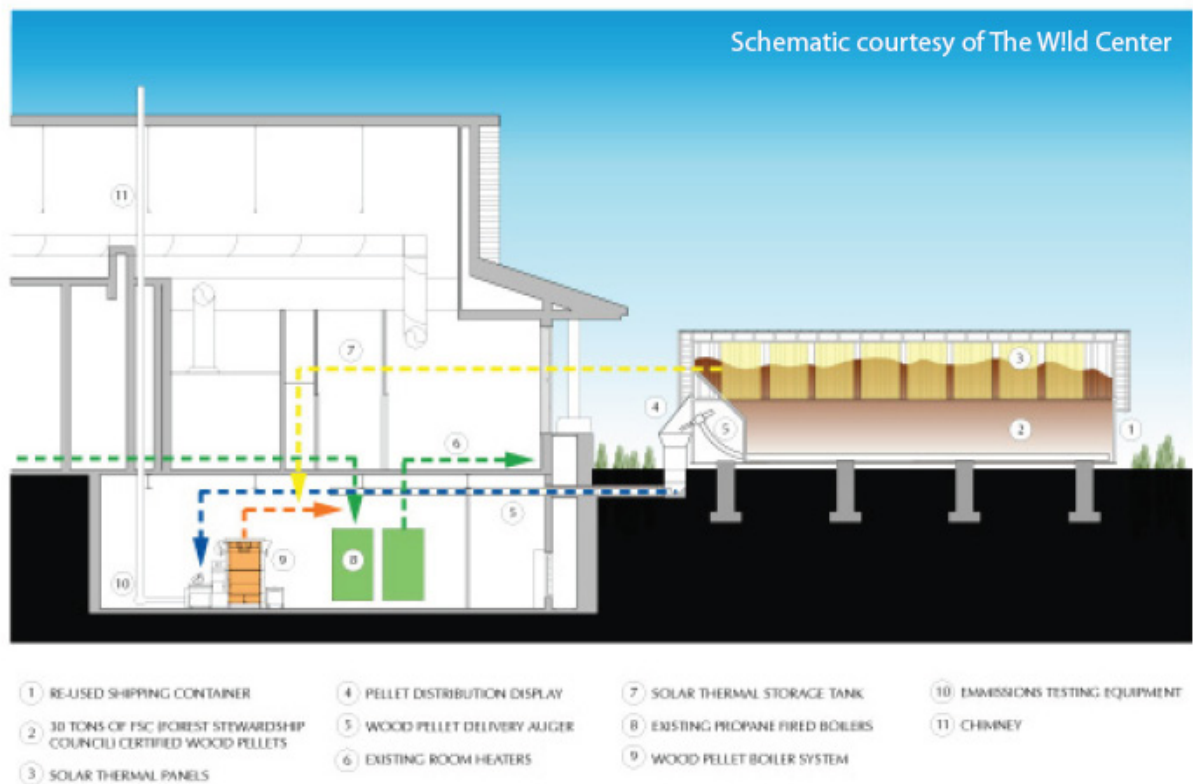 Schematic courtesy of The W!ld Center
11
7
3
4
5
2
1
6
5
8
9
10
1 RE-USED SHIPPING CONTAINER
2 30 TONS OF FSC (FOREST STEWARDSHIP
COUNCIL) CERTIFIED WOOD PELLETS
3 SOLAR THERMAL PANELS
4 PELLET DISTRIBUTION DISPLAY
5 WOOD PELLET DELIVERY AUGER
6 EXISTING ROOM HEATERS
7 SOLAR THERMAL STORAGE TANK
8 EXISTING PROPANE FIRED BOILERS
9 WOOD PELLET BOILER SYSTEM
10 EMMISSIONS TESTING EQUIPMENT
11 CHIMNEY